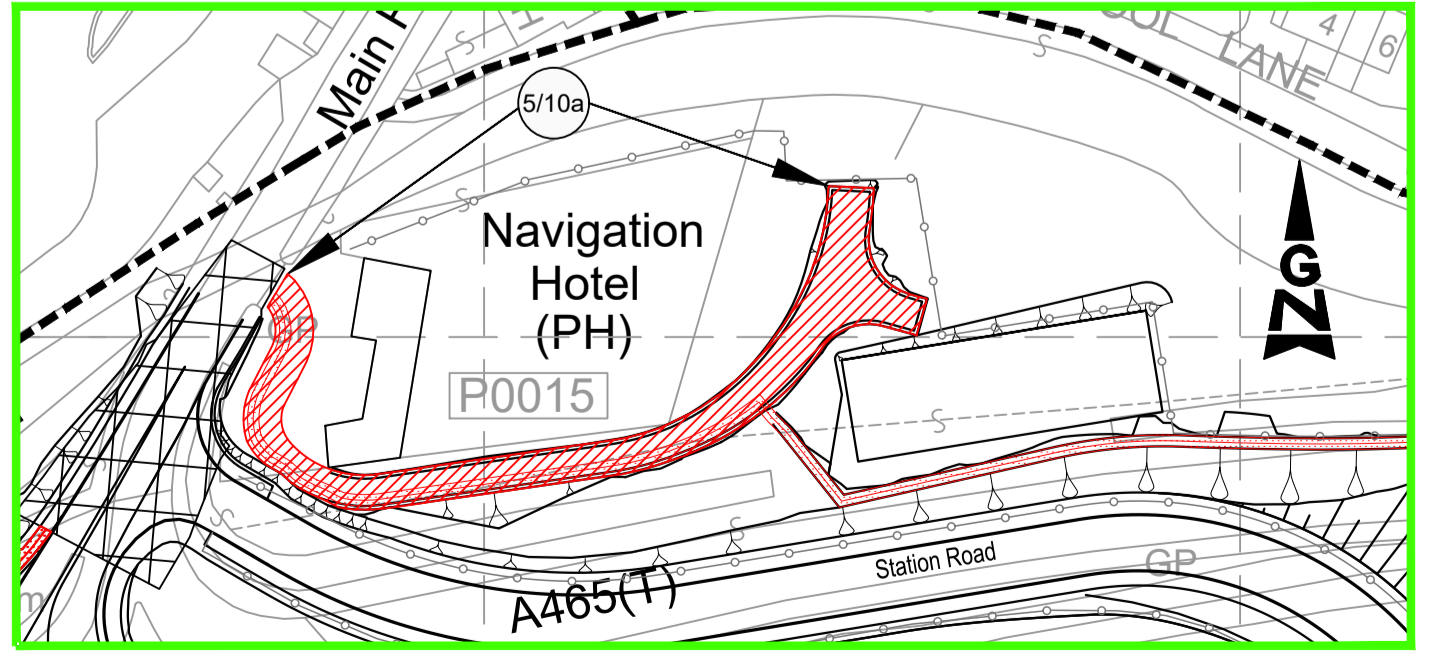 Main
LANE
4
6
S
5/10a
S
S
S
Navigation
Hotel
(PH)
G
N
GP
P0015
S
S
S
S
Station Road
GP
A465(T)
m